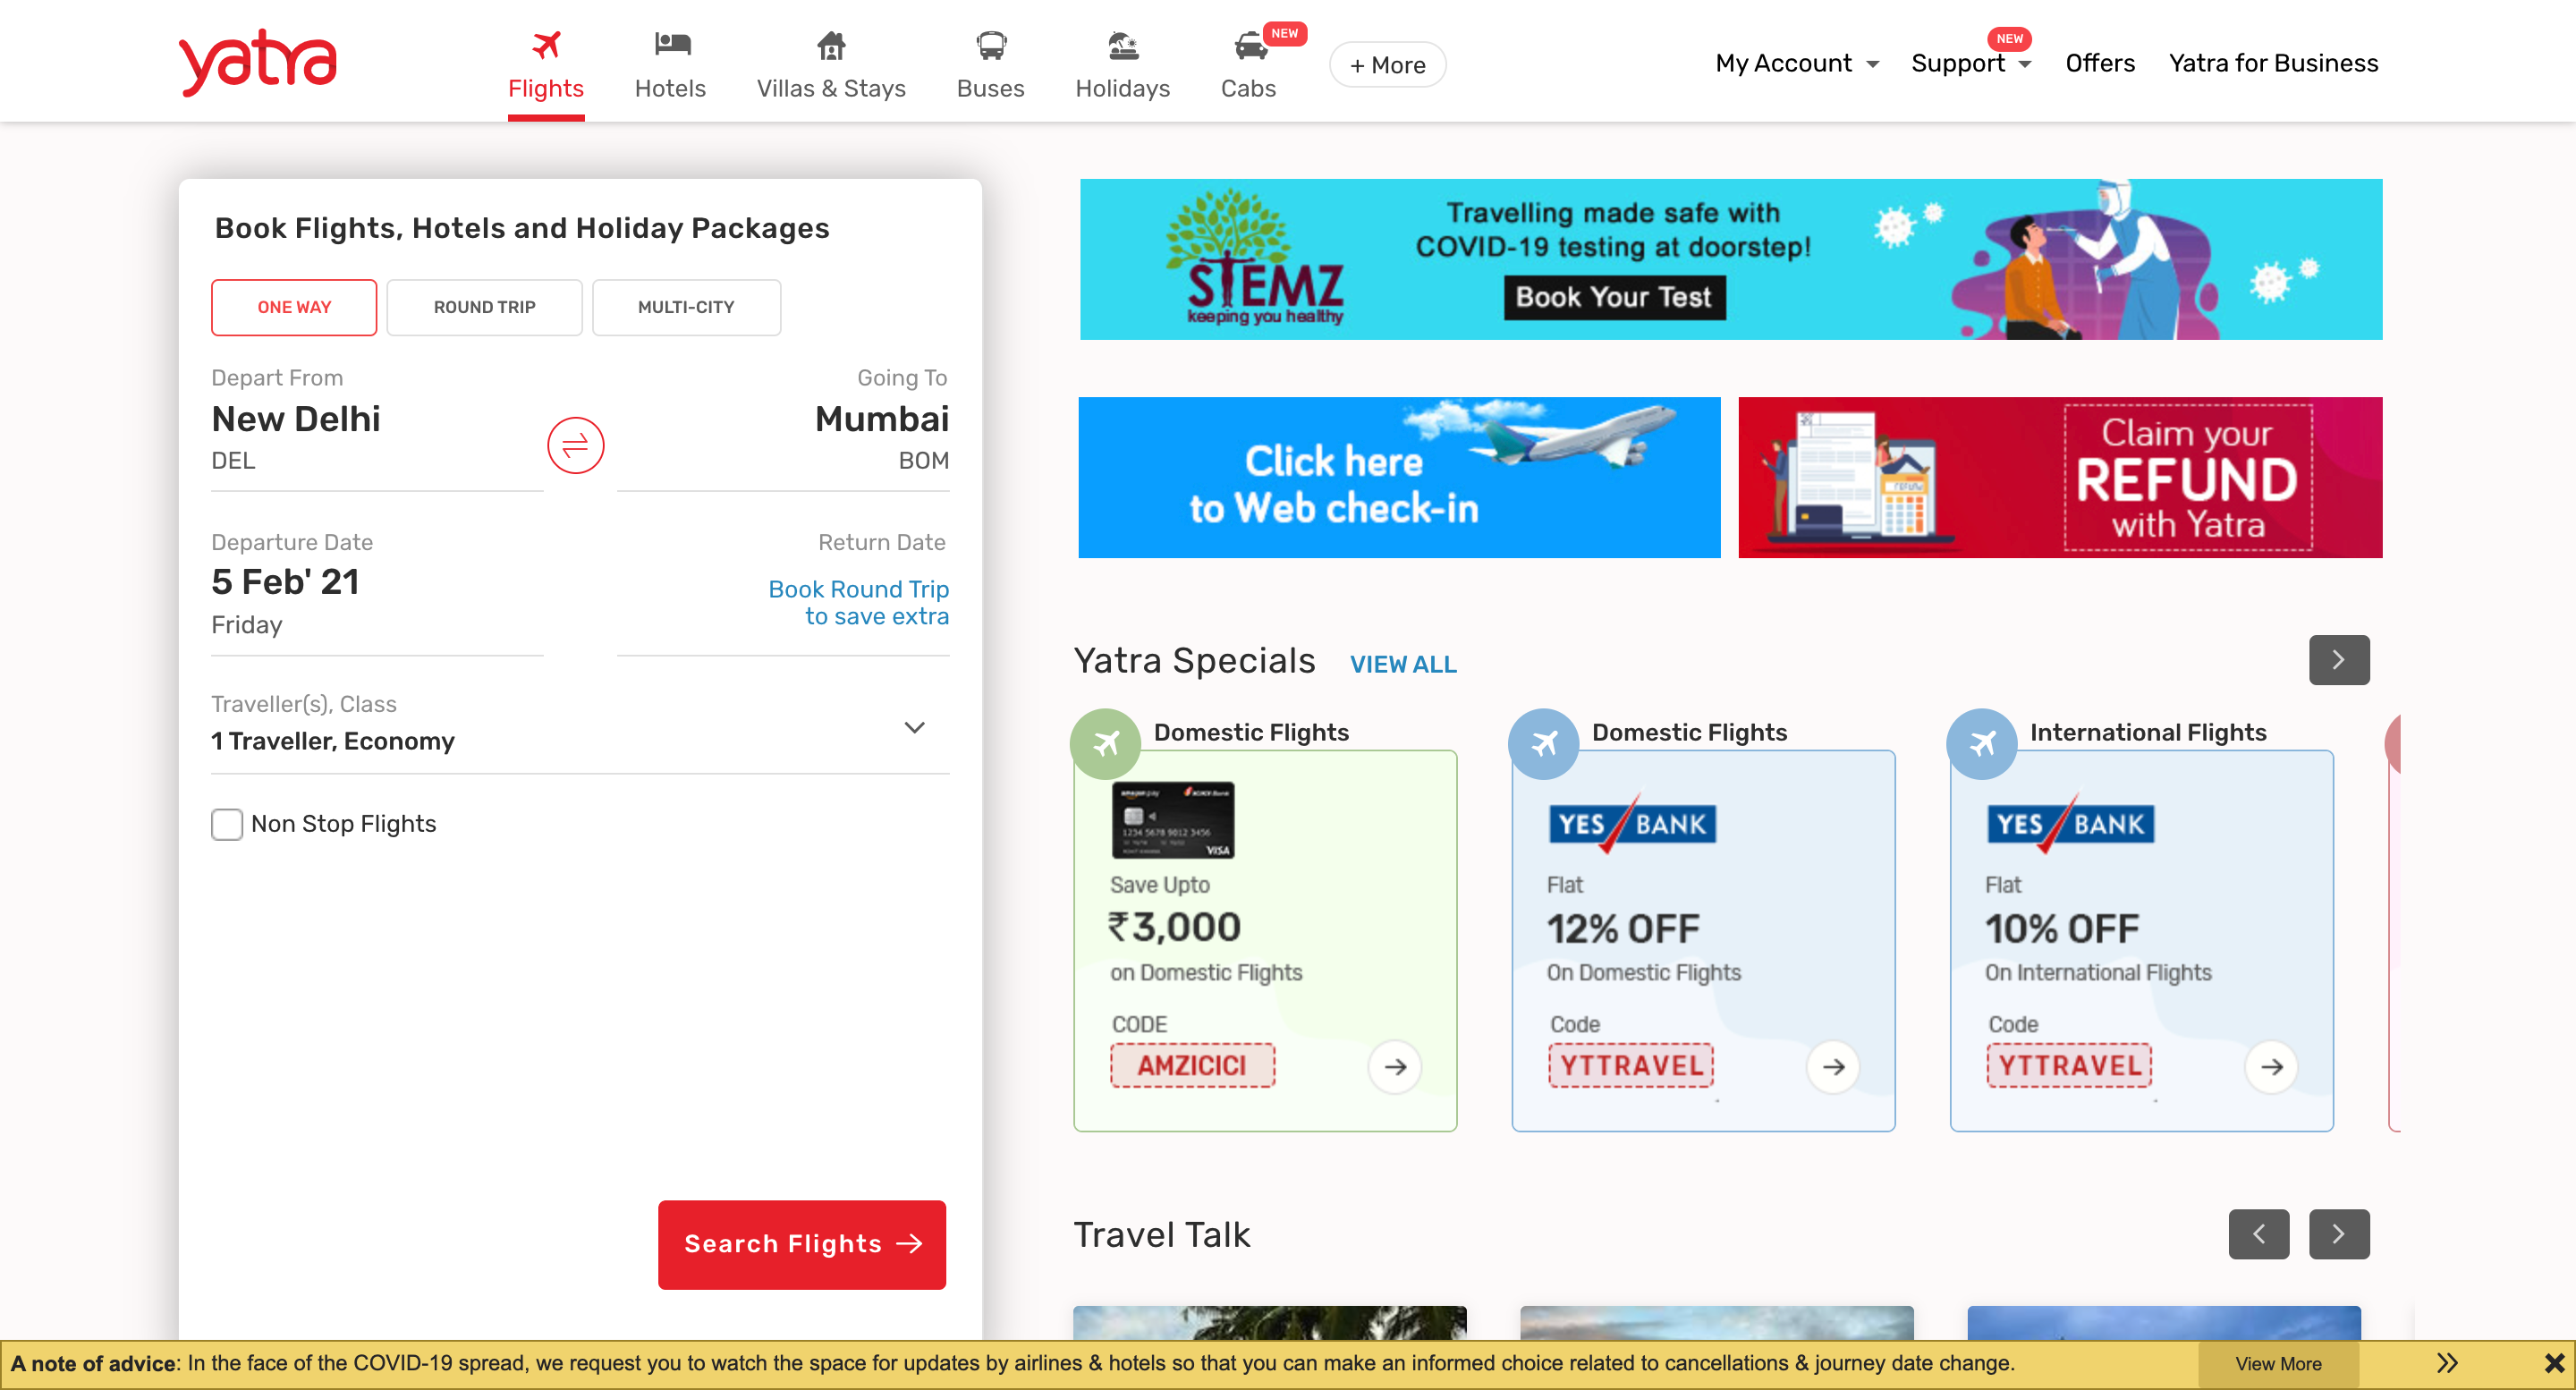 yatra
Flights
Hotels
Villas & Stays
Buses
Holidays
Cabs
NEW
+ More
My Account
Support
NEW
Offers
Yatra for Business
Book Flights, Hotels and Holiday Packages
ONE WAY
ROUND TRIP
MULTI-CITY
Depart From
New Delhi
DEL
Going To
Mumbai
BOM
Departure Date
5 Feb' 21
Friday
Return Date
Book Round Trip
to save extra
Traveller(s), Class
1 Traveller, Economy
Non Stop Flights
Search Flights
STEMZ
keeping you healthy
Travelling made safe with
COVID-19 testing at doorstep!
Book Your Test
Click here
to Web check-in
Claim your
REFUND
with Yatra
Yatra Specials
VIEW ALL
Domestic Flights
1234 5678 9012 3456
VISA
Save Upto
₹3,000
on Domestic Flights
CODE
AMZICICI
Domestic Flights
YES BANK
Flat
12% OFF
On Domestic Flights
Code
YTTRAVEL
International Flights
YES BANK
Flat
10% OFF
On International Flights
Code
YTTRAVEL
Travel Talk
A note of advice: In the face of the COVID-19 spread, we request you to watch the space for updates by airlines & hotels so that you can make an informed choice related to cancellations & journey date change.
View More